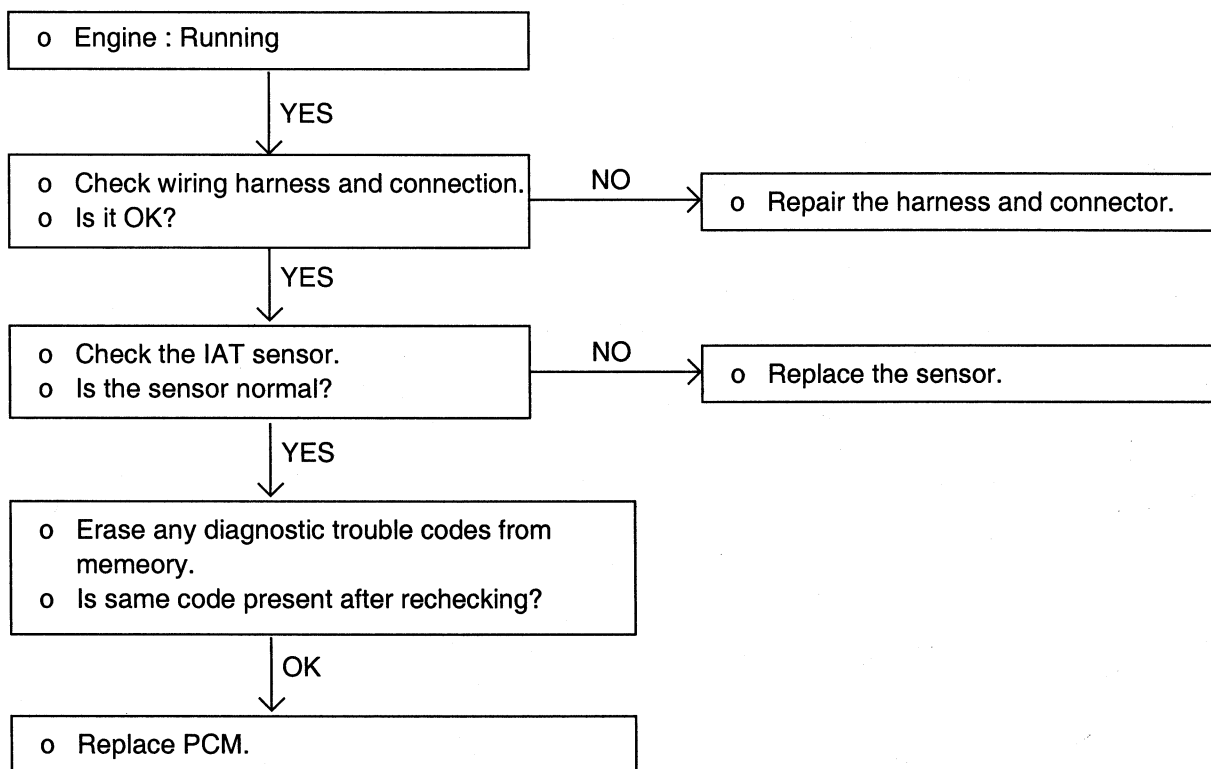 o Engine : Running
YES
o Check wiring harness and connection.
o Is it OK?
NO
o Repair the harness and connector.
YES
o Check the IAT sensor.
o Is the sensor normal?
NO
o Replace the sensor.
YES
o Erase any diagnostic trouble codes from
memeory.
o Is same code present after rechecking?
OK
o Replace PCM.